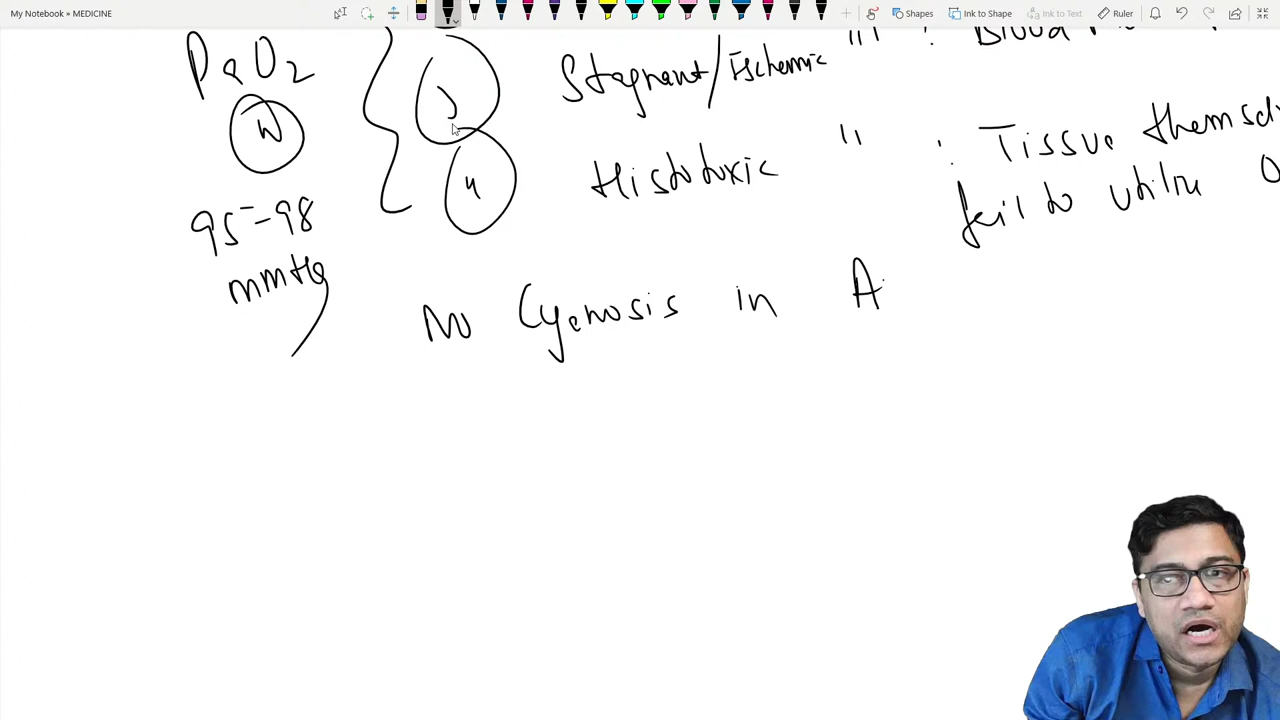 My Notebook » MEDICINE
Shapes Ink to Shape Ink to Text Ruler
PaO2
N
95-98
mmHg
3 Stagnant/Ischemic "" : Blood
4 Histotoxic " : Tissue
fail to utilize
No Cyanosis in A